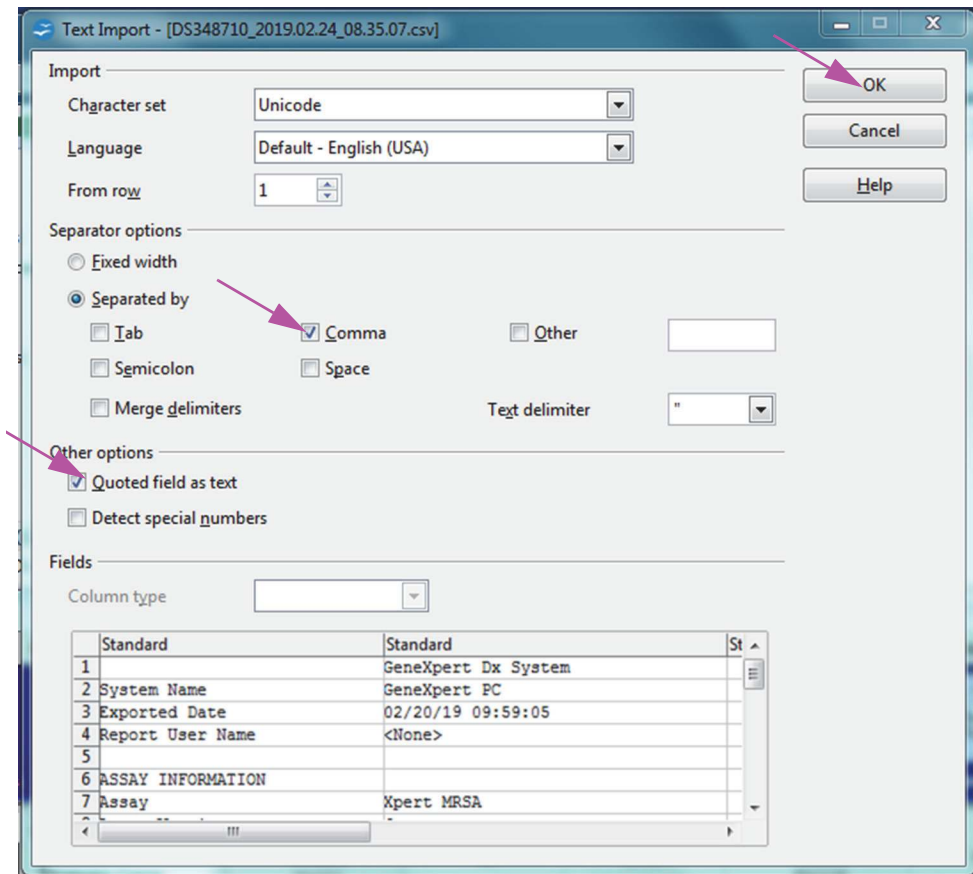 Text Import - [DS348710_2019.02.24_08.35.07.csv]
Import
Character set Unicode
Language Default - English (USA)
From row 1
OK
Cancel
Help
Separator options
Fixed width
Separated by
Tab Comma Other
Semicolon Space
Merge delimiters Text delimiter "
Other options
Quoted field as text
Detect special numbers
Fields
Column type
Standard Standard St
1 GeneXpert Dx System
2 System Name GeneXpert PC
3 Exported Date 02/20/19 09:59:05
4 Report User Name <None>
5
6 ASSAY INFORMATION
7 Assay Xpert MRSA